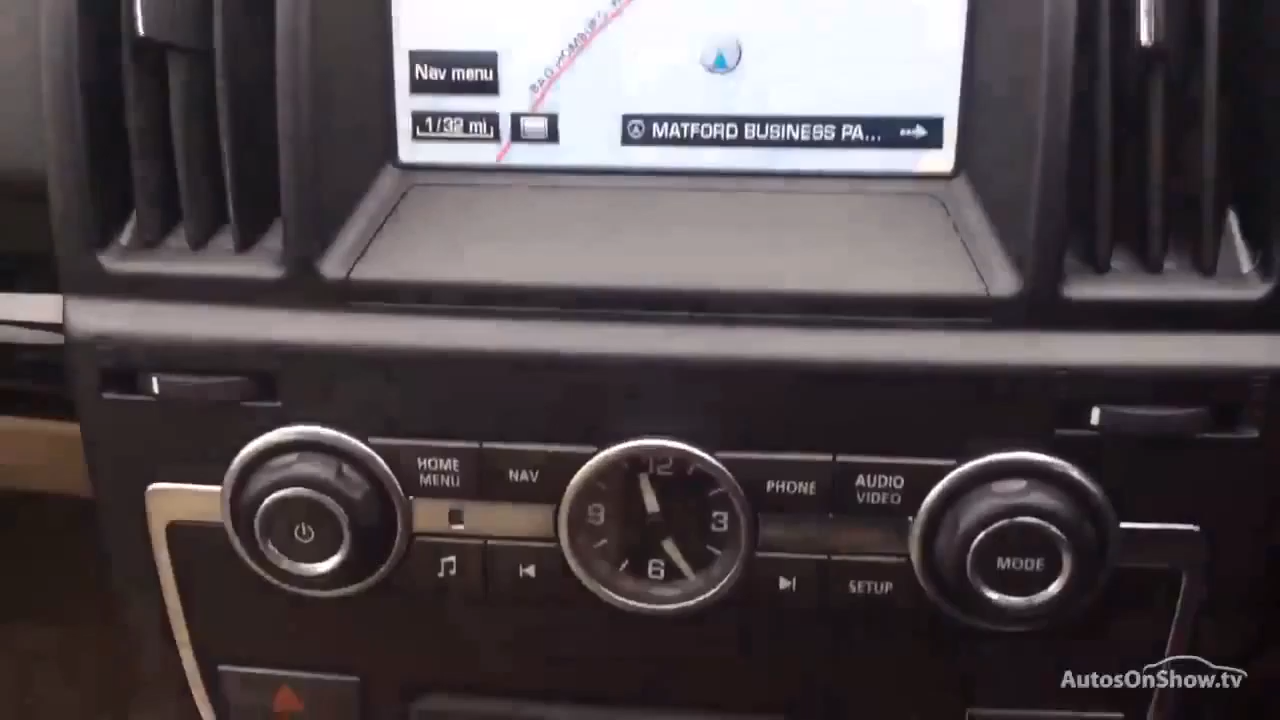 Nav menu
1/32 mi
MATFORD BUSINESS PA...
HOME MENU
NAV
12
3
6
9
PHONE
AUDIO VIDEO
MODE
SETUP
AutosOnShow.tv